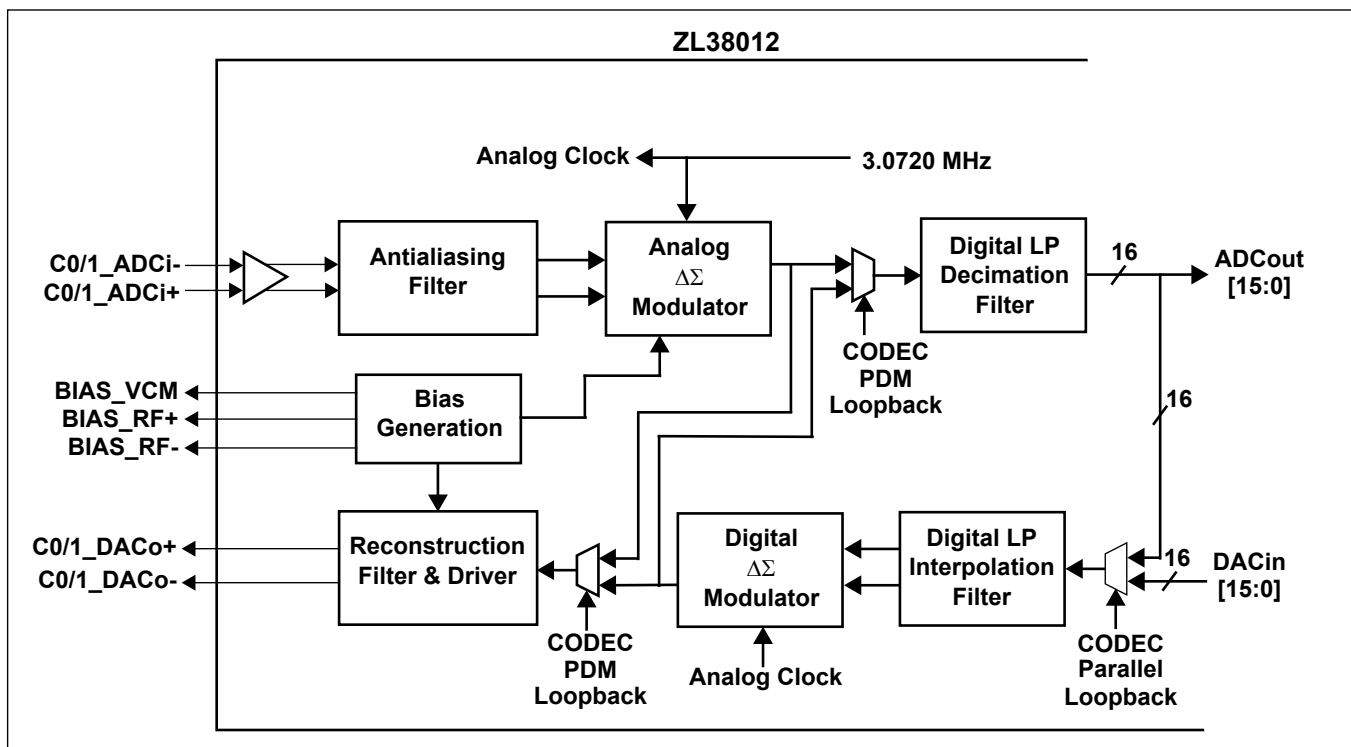 ZL38012
Analog Clock
3.0720 MHz
C0/1_ADCi-
C0/1_ADCi+
Antialiasing
Filter
Analog
ΔΣ
Modulator
Digital LP
Decimation
Filter
16
ADCout
[15:0]
CODEC
PDM
Loopback
BIAS_VCM
BIAS_RF+
BIAS_RF-
Bias
Generation
16
C0/1_DACo+
C0/1_DACo-
Reconstruction
Filter & Driver
Digital
ΔΣ
Modulator
Digital LP
Interpolation
Filter
16
DACin
[15:0]
CODEC
PDM
Loopback
Analog Clock
CODEC
Parallel
Loopback